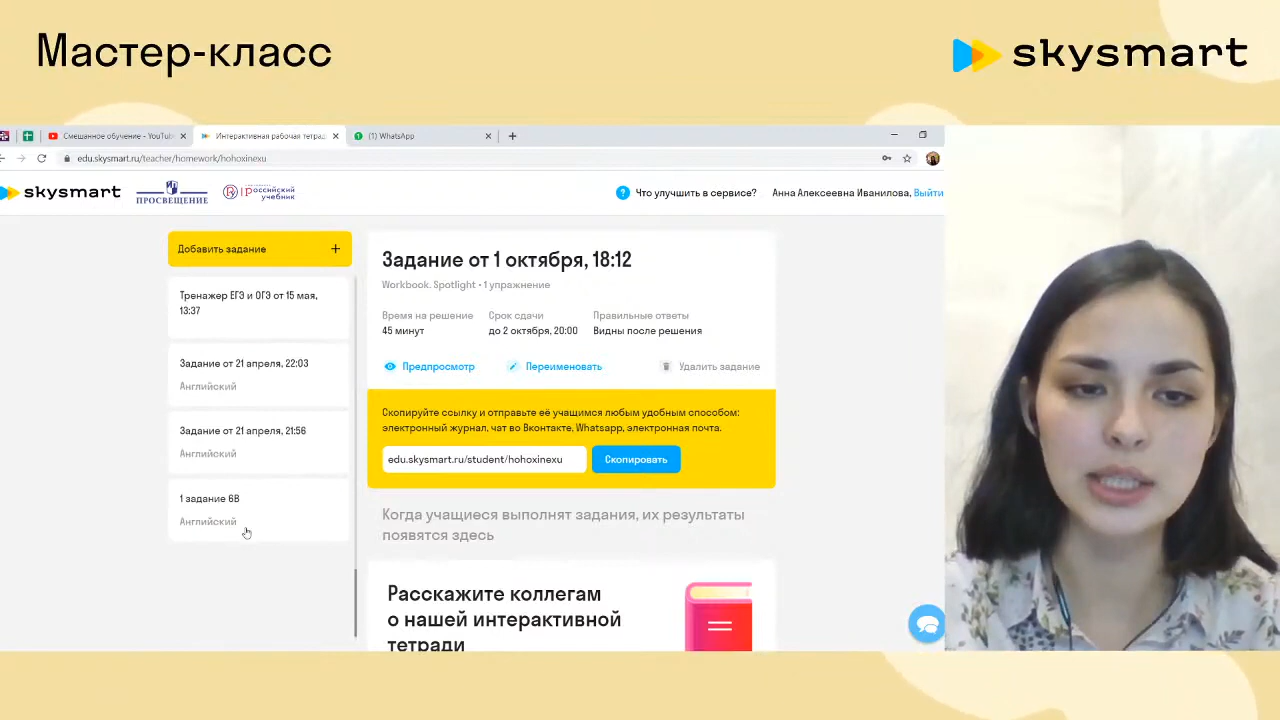 Мастер-класс
skysmart
Смешанное обучение - YouTu
Интерактивная рабочая тетрад
(1) WhatsApp
edu.skysmart.ru/teacher/homework/hohoxinexu
skysmart
ПРОСВЕЩЕНИЕ
российский учебник
Что улучшить в сервисе?
Анна Алексеевна Иванилова, Выйти
Добавить задание +
Тренажер ЕГЭ и ОГЭ от 15 мая,
13:37
Задание от 21 апреля, 22:03
Английский
Задание от 21 апреля, 21:56
Английский
1 задание 6В
Английский
Задание от 1 октября, 18:12
Workbook. Spotlight • 1 упражнение
Время на решение
45 минут
Срок сдачи
до 2 октября, 20:00
Правильные ответы
Видны после решения
Предпросмотр
Переименовать
Удалить задание
Скопируйте ссылку и отправьте её учащимся любым удобным способом:
электронный журнал, чат во Вконтакте, Whatsapp, электронная почта.
edu.skysmart.ru/student/hohoxinexu
Скопировать
Когда учащиеся выполнят задания, их результаты
появятся здесь
Расскажите коллегам
о нашей интерактивной
тетради